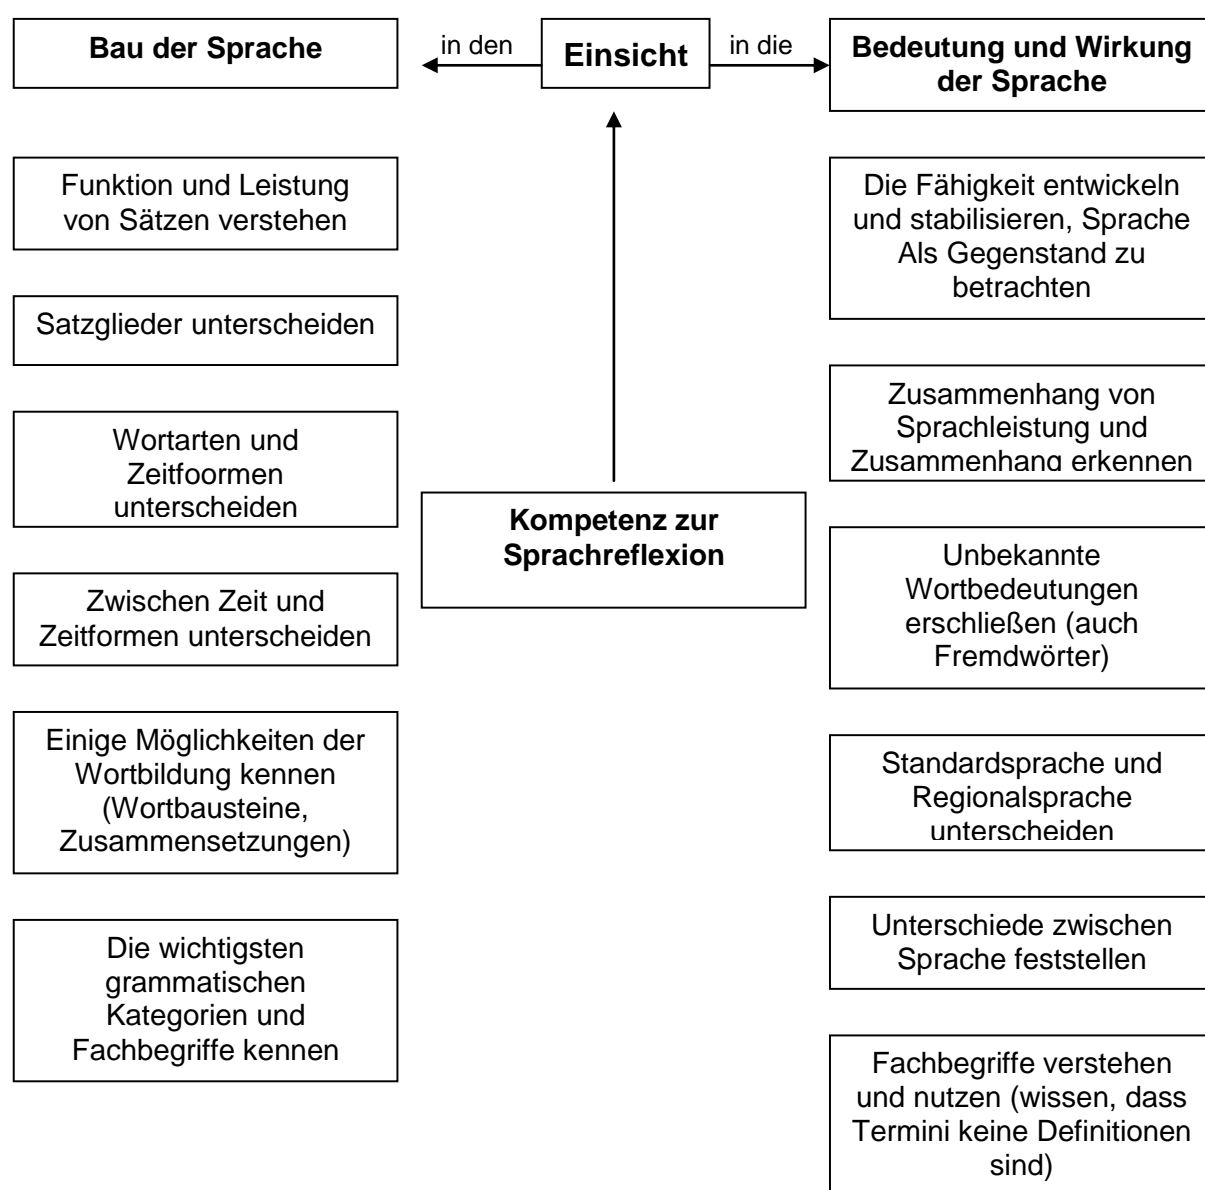 Bau der Sprache
in den
Einsicht
in die
Bedeutung und Wirkung
der Sprache
Funktion und Leistung
von Sätzen verstehen
Satzglieder unterscheiden
Wortarten und
Zeitfoormen
unterscheiden
Zwischen Zeit und
Zeitformen unterscheiden
Einige Möglichkeiten der
Wortbildung kennen
(Wortbausteine,
Zusammensetzungen)
Die wichtigsten
grammatischen
Kategorien und
Fachbegriffe kennen
Kompetenz zur
Sprachreflexion
Die Fähigkeit entwickeln
und stabilisieren, Sprache
Als Gegenstand zu
betrachten
Zusammenhang von
Sprachleistung und
Zusammenhang erkennen
Unbekannte
Wortbedeutungen
erschließen (auch
Fremdwörter)
Standardsprache und
Regionalsprache
unterscheiden
Unterschiede zwischen
Sprache feststellen
Fachbegriffe verstehen
und nutzen (wissen, dass
Termini keine Definitionen
sind)